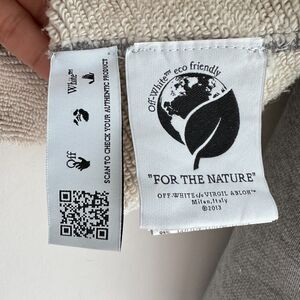 White™
Off
SCAN TO CHECK YOUR AUTHENTIC PRODUCT
Off-White™ eco friendly
"FOR THE NATURE"
OFF-WHITE c/o VIRGIL ABLOH™
Milan, Italy
©2013